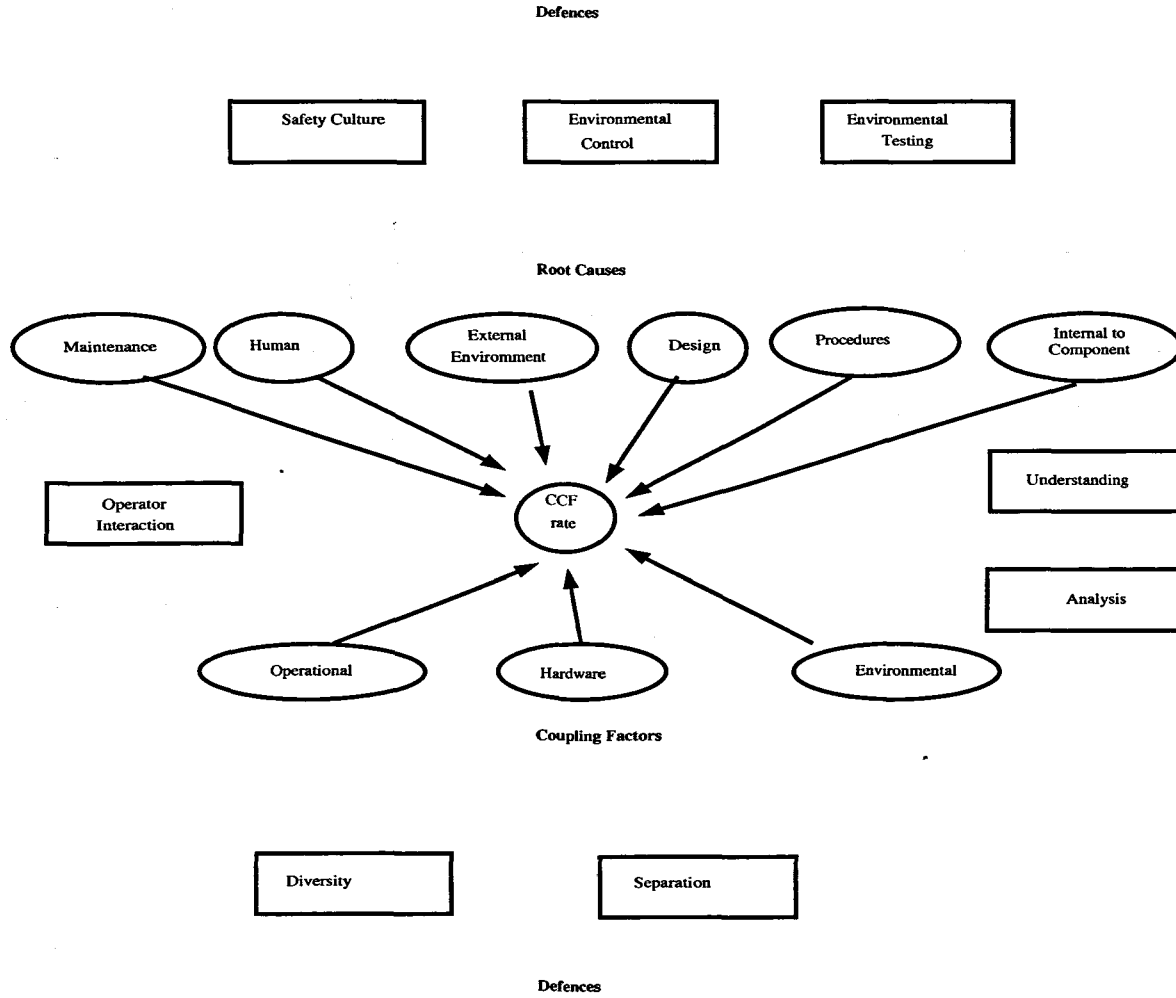 Defences
Safety Culture
Environmental
Control
Environmental
Testing
Root Causes
Maintenance
Human
External
Enviromment
Design
Procedures
Internal to
Component
CCF
rate
Operator
Interaction
Understanding
Analysis
Operational
Hardware
Environmental
Coupling Factors
Diversity
Separation
Defences